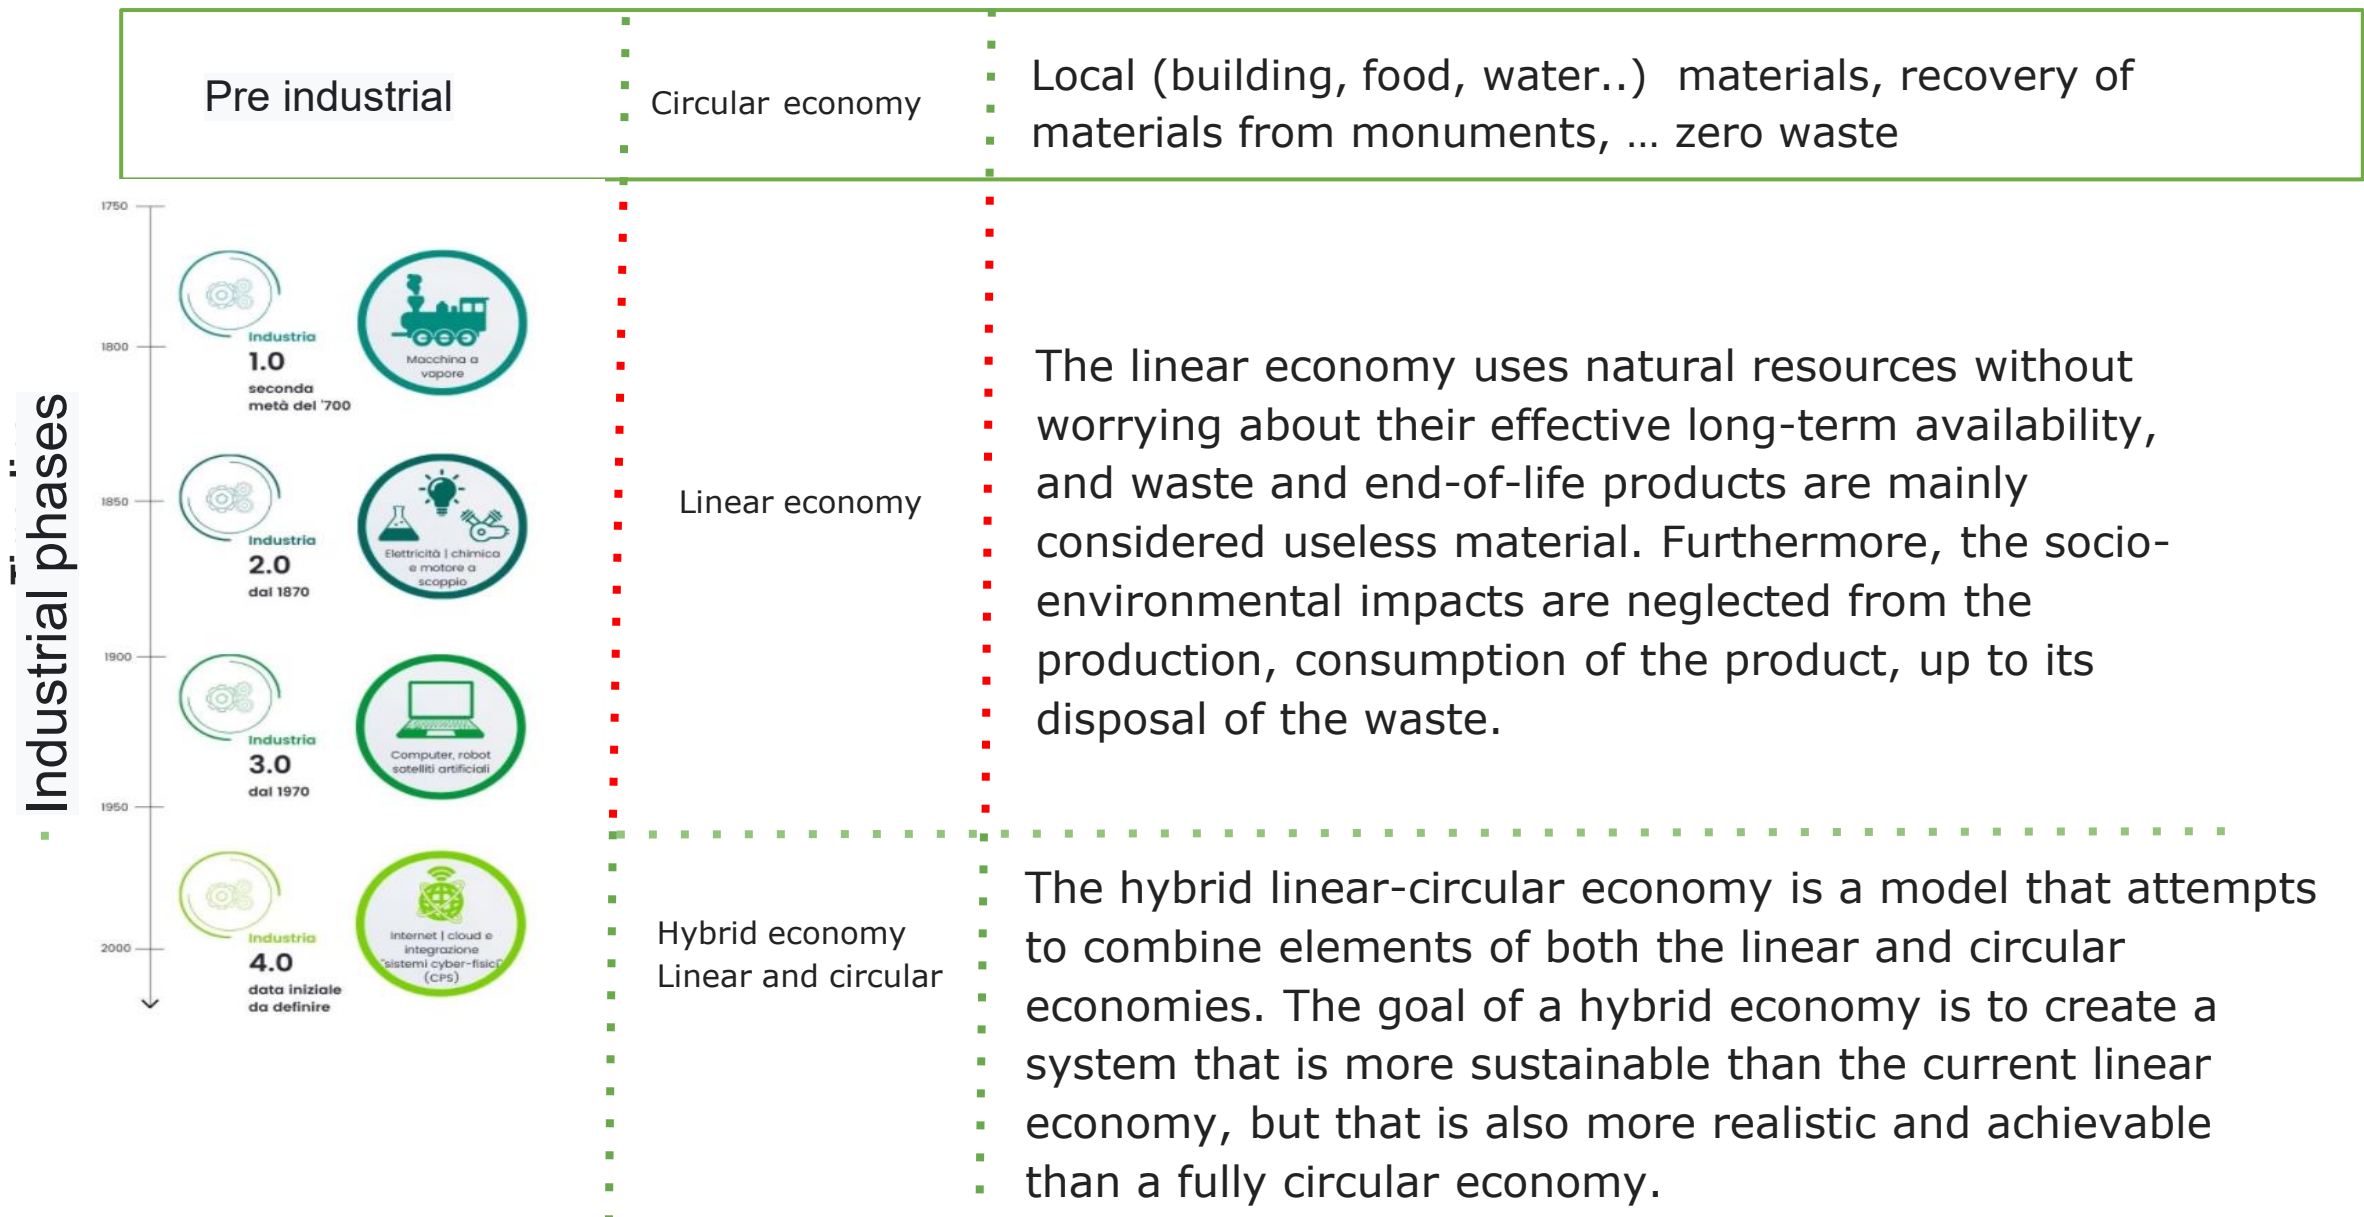 Pre industrial
Circular economy
Local (building, food, water..)  materials, recovery of
materials from monuments, … zero waste
Industrial phases
1750
1800
1850
1900
1950
2000
Industria
1.0
seconda
metà del '700
Macchina a
vapore
Industria
2.0
dal 1870
Elettricità | chimica
e motore a
scoppio
Industria
3.0
dal 1970
Computer, robot
satelliti artificiali
Industria
4.0
data iniziale
da definire
Internet | cloud e
integrazione
"sistemi cyber-fisici"
(CPS)
Linear economy
The linear economy uses natural resources without
worrying about their effective long-term availability,
and waste and end-of-life products are mainly
considered useless material. Furthermore, the socio-
environmental impacts are neglected from the
production, consumption of the product, up to its
disposal of the waste.
Hybrid economy
Linear and circular
The hybrid linear-circular economy is a model that attempts
to combine elements of both the linear and circular
economies. The goal of a hybrid economy is to create a
system that is more sustainable than the current linear
economy, but that is also more realistic and achievable
than a fully circular economy.